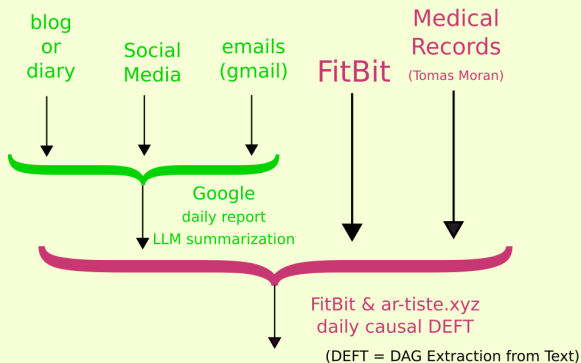 blog
or
diary
Social
Media
emails
(gmail)
FitBit
Medical
Records
(Tomas Moran)
Google
daily report
LLM summarization
FitBit & ar-tiste.xyz
daily causal DEFT
(DEFT = DAG Extraction from Text)